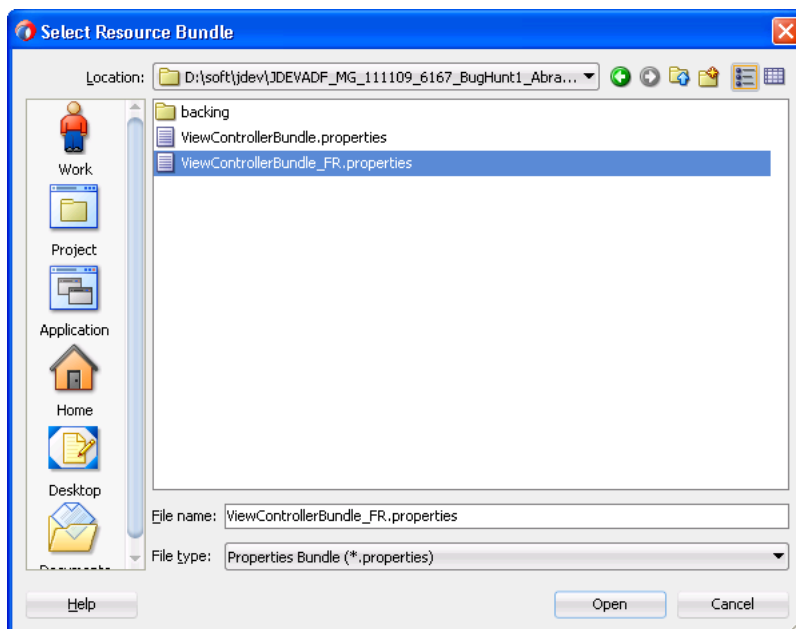 Select Resource Bundle
Location: D:\soft\jdev\JDEVADF_MG_111109_6167_BugHunt1_Abra...
Work
Project
Application
Home
Desktop
Documents
backing
ViewControllerBundle.properties
ViewControllerBundle_FR.properties
File name: ViewControllerBundle_FR.properties
File type: Properties Bundle (*.properties)
Help
Open
Cancel